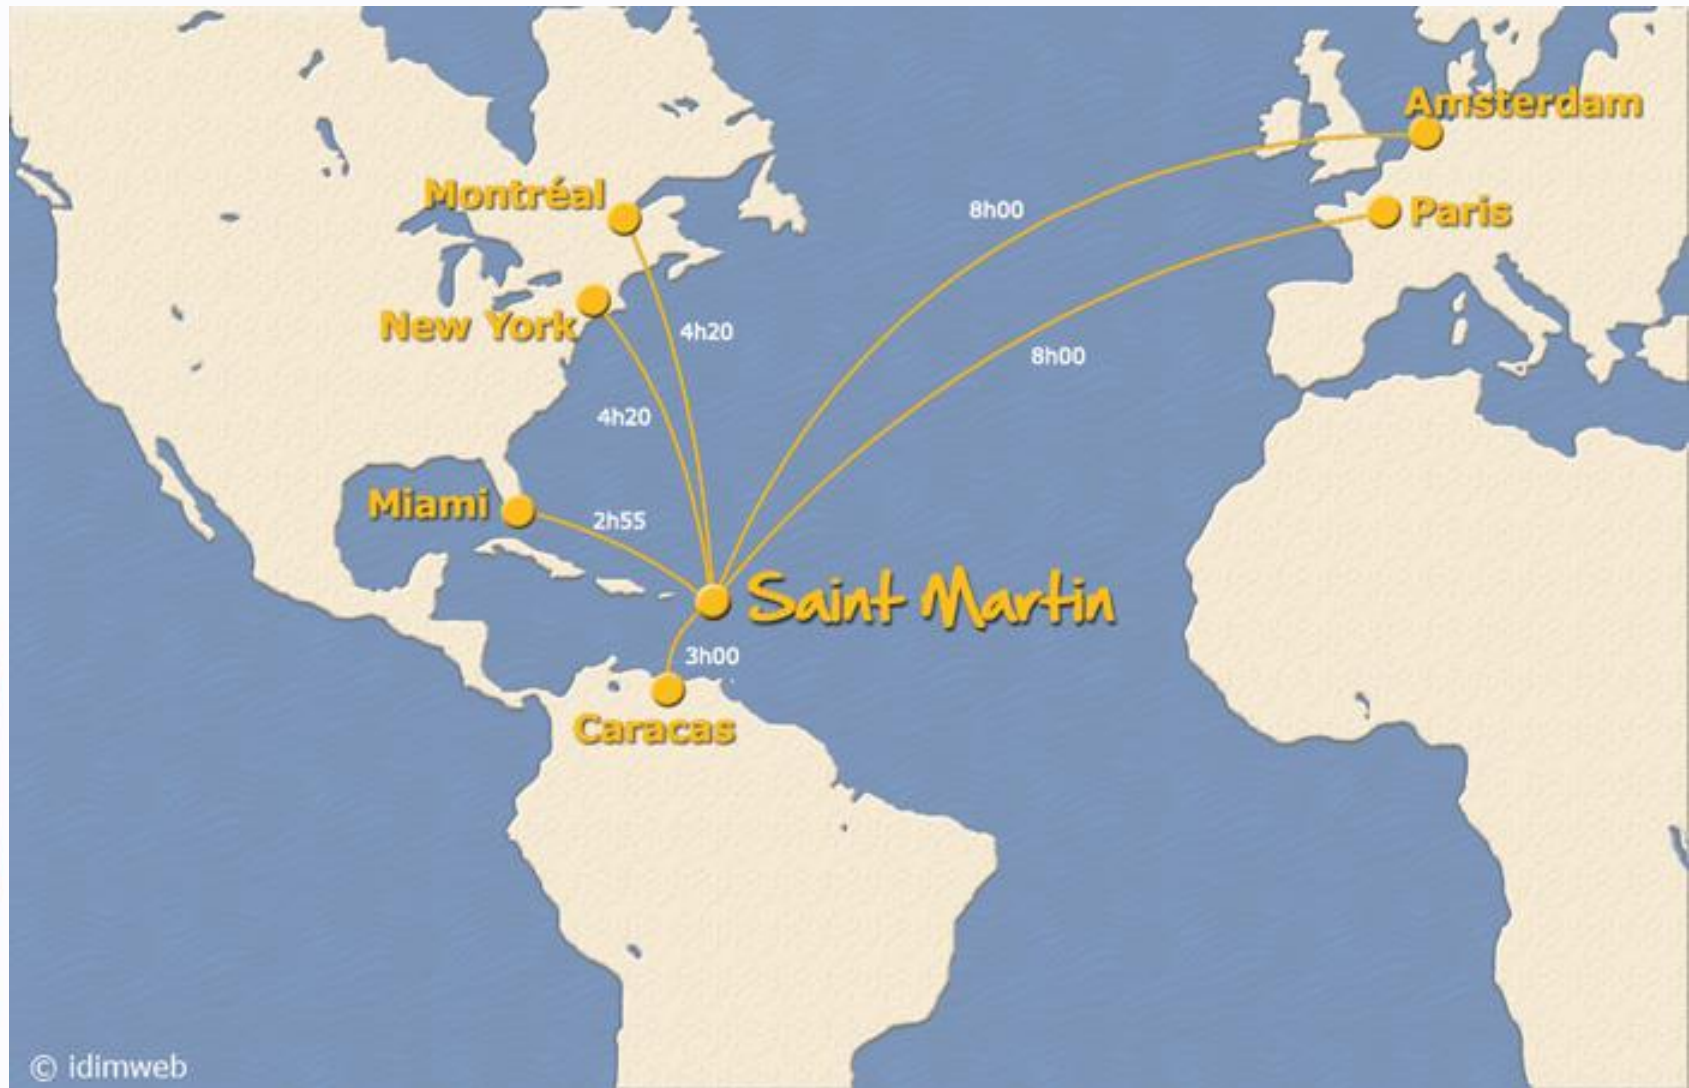 Amsterdam
Montréal
8h00
Paris
New York
4h20
8h00
4h20
Miami
2h55
Saint Martin
3h00
Caracas
© idimweb